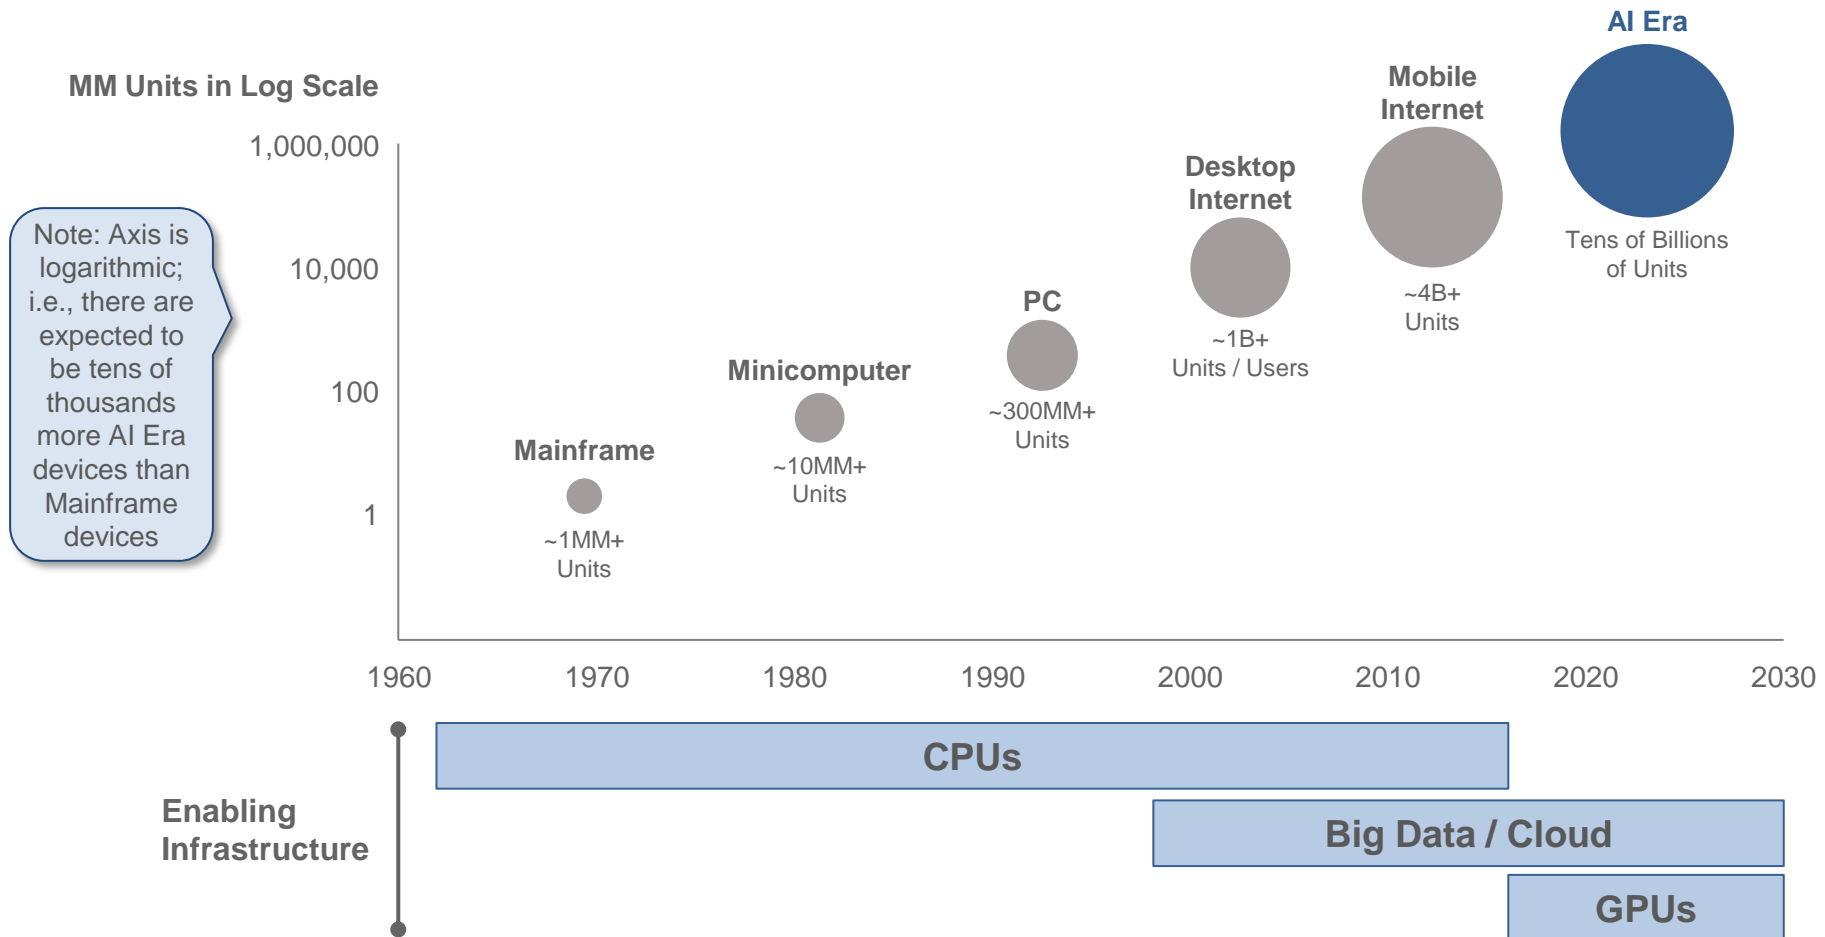 AI Era
MM Units in Log Scale
Mobile
Internet
1,000,000
Desktop
Internet
Note: Axis is
logarithmic;
i.e., there are
expected to
be tens of
thousands
more AI Era
devices than
Mainframe
devices
Tens of Billions
of Units
10,000
~4B+
Units
PC
~1B+
Units / Users
Minicomputer
100
~300MM+
Units
Mainframe
~10MM+
Units
1
~1MM+
Units
1960 1970 1980 1990 2000 2010 2020 2030
CPUs
Enabling
Infrastructure
Big Data / Cloud
GPUs